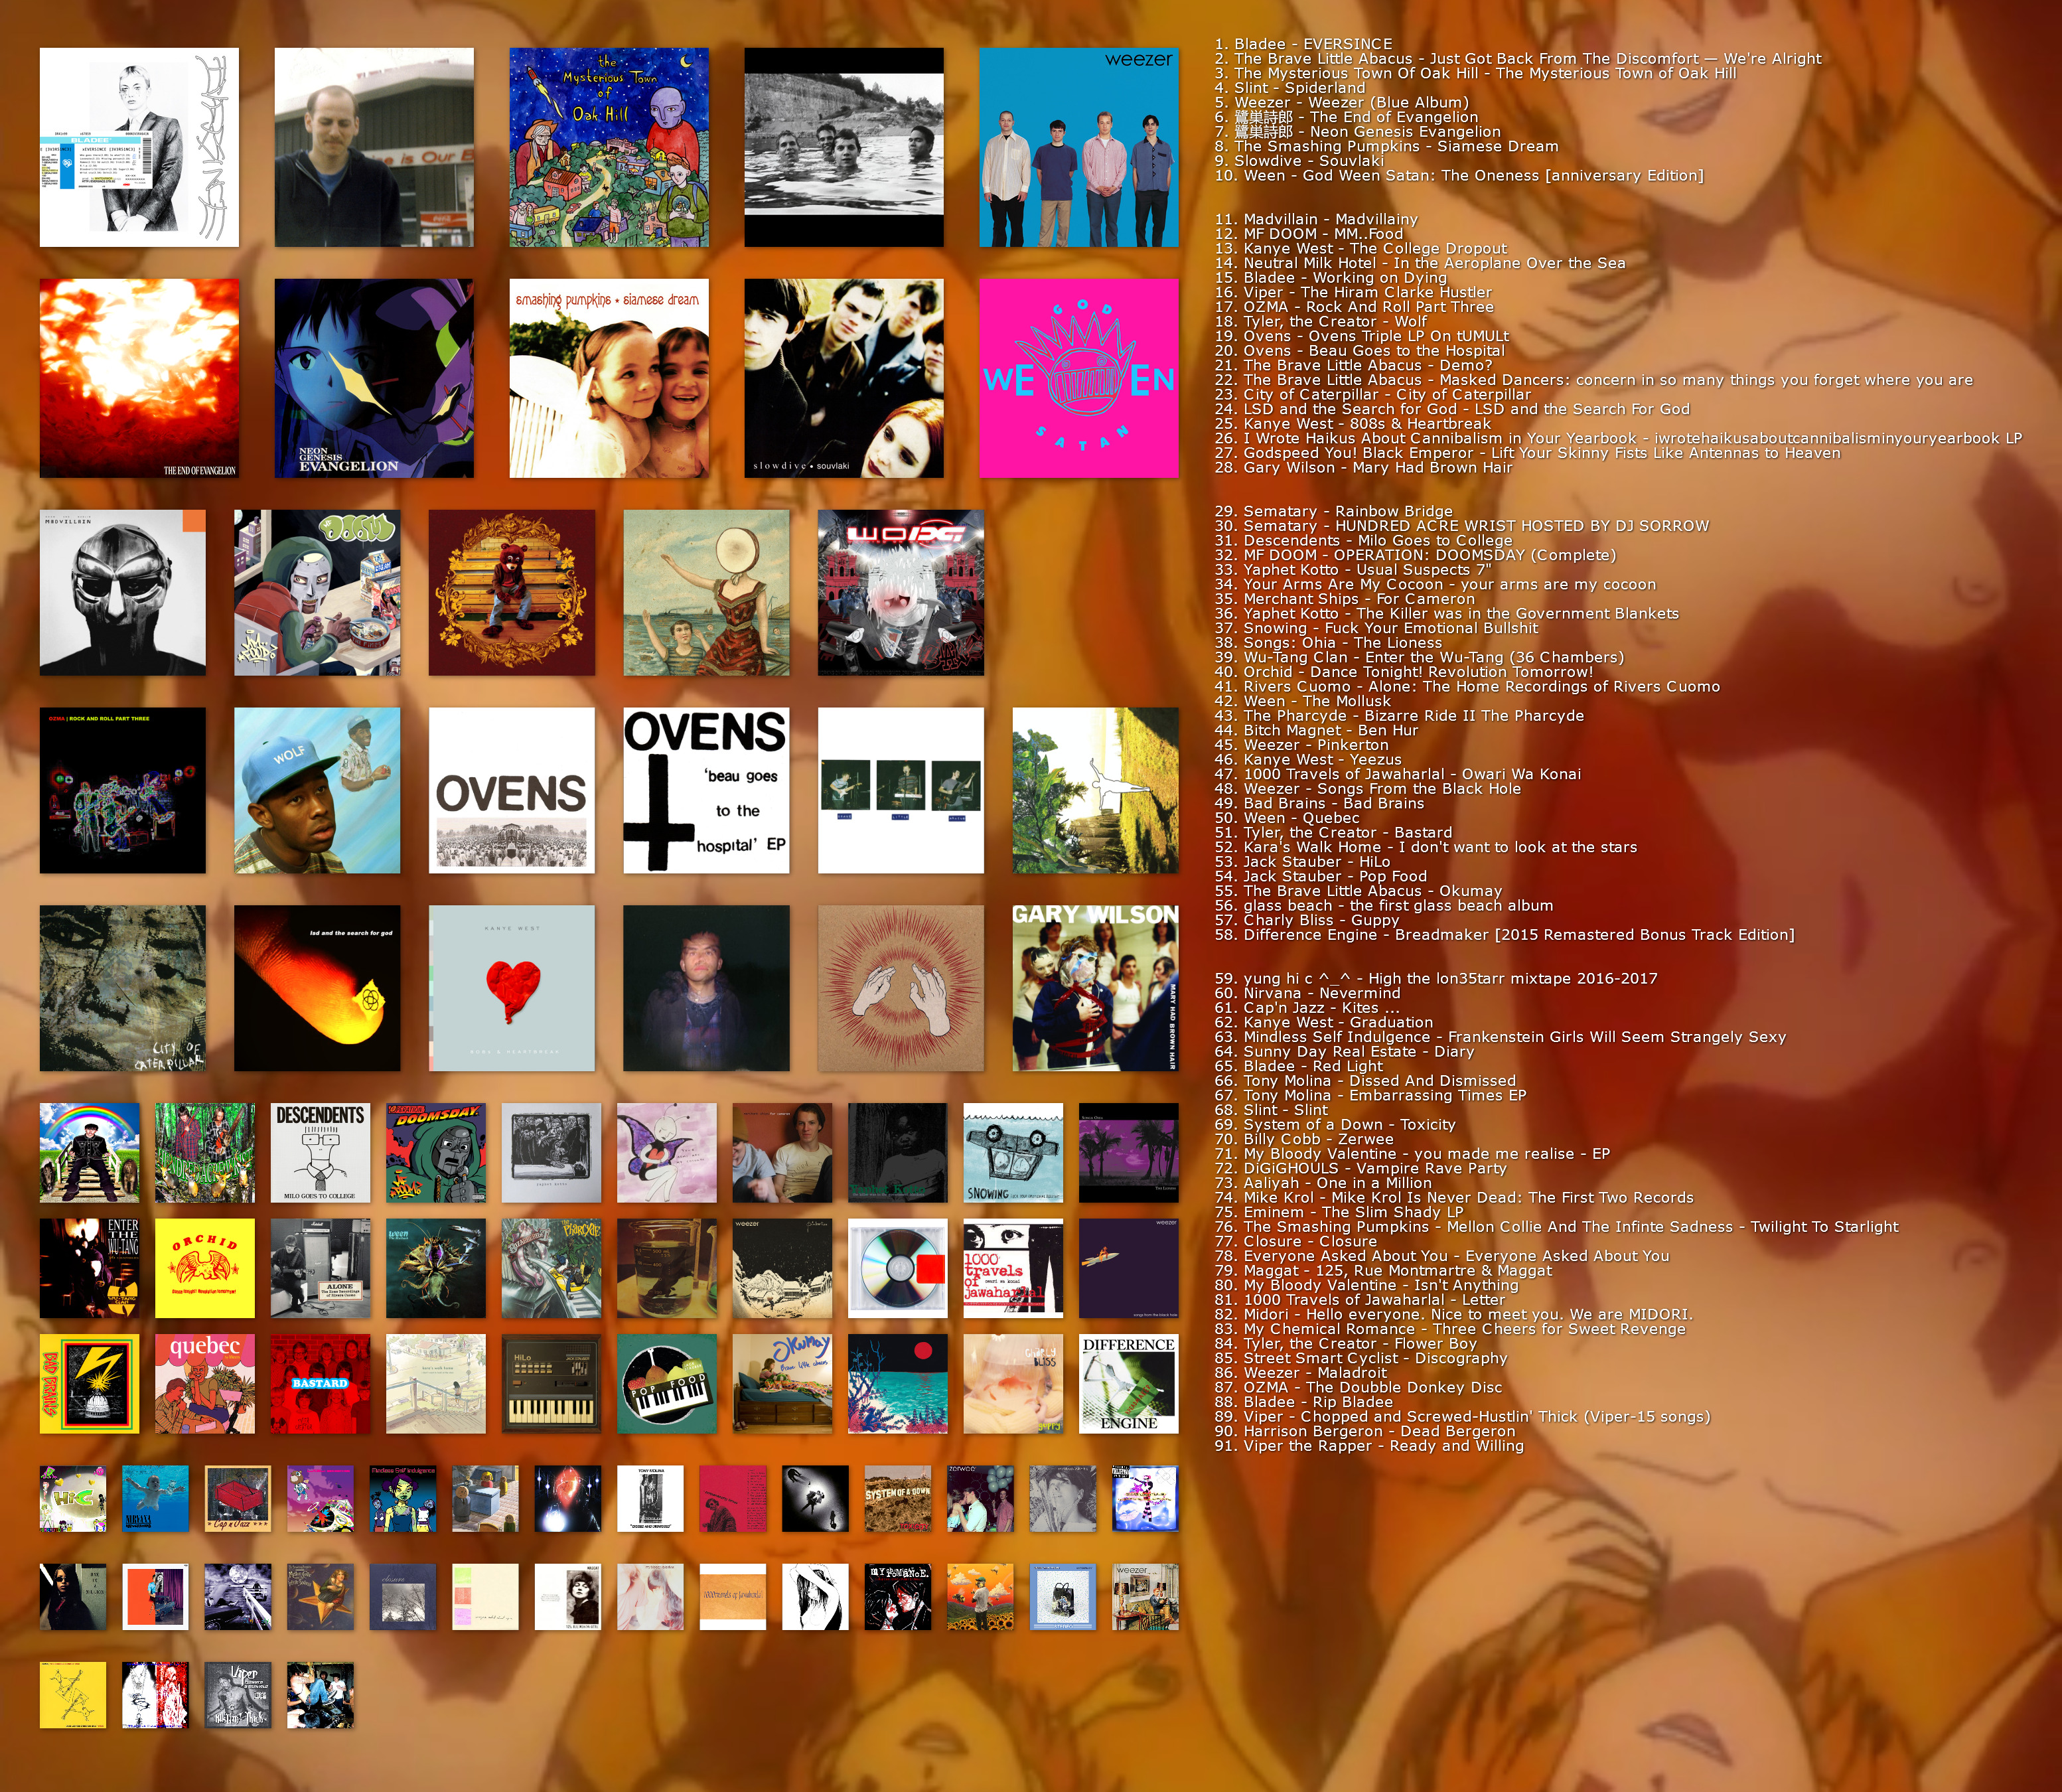 weezer
the
Mysterious Town
of
Oak Hill
BLADEE
THE END OF EVANGELION
NEON
GENESIS
EVANGELION
smashing pumpkins • siamese dream
slowdive • souvlaki
GOD
WE EN
SATAN
MADVILLAIN
OZMA | ROCK AND ROLL PART THREE
WOLF
OVENS
OVENS
'beau goes
to the
hospital' EP
CITY OF
CATERPILLAR
lsd and the search for god
KANYE WEST
808S & HEARTBREAK
GARY WILSON
MARY HAD BROWN HAIR
DESCENDENTS
MILO GOES TO COLLEGE
OPERATION:
DOOMSDAY
SNOWING
ENTER
THE
WU-TANG
ORCHID
ALONE
ween
weezer
1000
travels
of
jawaharlal
weezer
songs from the black hole
BAD BRAINS
quebec
BASTARD
HiLo
POP FOOD
OKUMAY
CHARLY
BLISS
DIFFERENCE
ENGINE
Hi-C
NIRVANA
Cap'n Jazz
Mindless Self Indulgence
TONY MOLINA
SYSTEM OF A DOWN
zerwee
closure
weezer
Viper
1. Bladee - EVERSINCE
2. The Brave Little Abacus - Just Got Back From The Discomfort — We're Alright
3. The Mysterious Town Of Oak Hill - The Mysterious Town of Oak Hill
4. Slint - Spiderland
5. Weezer - Weezer (Blue Album)
6. 鷺巣詩郎 - The End of Evangelion
7. 鷺巣詩郎 - Neon Genesis Evangelion
8. The Smashing Pumpkins - Siamese Dream
9. Slowdive - Souvlaki
10. Ween - God Ween Satan: The Oneness [anniversary Edition]
11. Madvillain - Madvillainy
12. MF DOOM - MM..Food
13. Kanye West - The College Dropout
14. Neutral Milk Hotel - In the Aeroplane Over the Sea
15. Bladee - Working on Dying
16. Viper - The Hiram Clarke Hustler
17. OZMA - Rock And Roll Part Three
18. Tyler, the Creator - Wolf
19. Ovens - Ovens Triple LP On tUMULt
20. Ovens - Beau Goes to the Hospital
21. The Brave Little Abacus - Demo?
22. The Brave Little Abacus - Masked Dancers: concern in so many things you forget where you are
23. City of Caterpillar - City of Caterpillar
24. LSD and the Search for God - LSD and the Search For God
25. Kanye West - 808s & Heartbreak
26. I Wrote Haikus About Cannibalism in Your Yearbook - iwrotehaikusaboutcannibalisminyouryearbook LP
27. Godspeed You! Black Emperor - Lift Your Skinny Fists Like Antennas to Heaven
28. Gary Wilson - Mary Had Brown Hair
29. Sematary - Rainbow Bridge
30. Sematary - HUNDRED ACRE WRIST HOSTED BY DJ SORROW
31. Descendents - Milo Goes to College
32. MF DOOM - OPERATION: DOOMSDAY (Complete)
33. Yaphet Kotto - Usual Suspects 7"
34. Your Arms Are My Cocoon - your arms are my cocoon
35. Merchant Ships - For Cameron
36. Yaphet Kotto - The Killer was in the Government Blankets
37. Snowing - Fuck Your Emotional Bullshit
38. Songs: Ohia - The Lioness
39. Wu-Tang Clan - Enter the Wu-Tang (36 Chambers)
40. Orchid - Dance Tonight! Revolution Tomorrow!
41. Rivers Cuomo - Alone: The Home Recordings of Rivers Cuomo
42. Ween - The Mollusk
43. The Pharcyde - Bizarre Ride II The Pharcyde
44. Bitch Magnet - Ben Hur
45. Weezer - Pinkerton
46. Kanye West - Yeezus
47. 1000 Travels of Jawaharlal - Owari Wa Konai
48. Weezer - Songs From the Black Hole
49. Bad Brains - Bad Brains
50. Ween - Quebec
51. Tyler, the Creator - Bastard
52. Kara's Walk Home - I don't want to look at the stars
53. Jack Stauber - HiLo
54. Jack Stauber - Pop Food
55. The Brave Little Abacus - Okumay
56. glass beach - the first glass beach album
57. Charly Bliss - Guppy
58. Difference Engine - Breadmaker [2015 Remastered Bonus Track Edition]
59. yung hi c ^_^ - High the lon35tarr mixtape 2016-2017
60. Nirvana - Nevermind
61. Cap'n Jazz - Kites ...
62. Kanye West - Graduation
63. Mindless Self Indulgence - Frankenstein Girls Will Seem Strangely Sexy
64. Sunny Day Real Estate - Diary
65. Bladee - Red Light
66. Tony Molina - Dissed And Dismissed
67. Tony Molina - Embarrassing Times EP
68. Slint - Slint
69. System of a Down - Toxicity
70. Billy Cobb - Zerwee
71. My Bloody Valentine - you made me realise - EP
72. DiGiGHOULS - Vampire Rave Party
73. Aaliyah - One in a Million
74. Mike Krol - Mike Krol Is Never Dead: The First Two Records
75. Eminem - The Slim Shady LP
76. The Smashing Pumpkins - Mellon Collie And The Infinte Sadness - Twilight To Starlight
77. Closure - Closure
78. Everyone Asked About You - Everyone Asked About You
79. Maggat - 125, Rue Montmartre & Maggat
80. My Bloody Valentine - Isn't Anything
81. 1000 Travels of Jawaharlal - Letter
82. Midori - Hello everyone. Nice to meet you. We are MIDORI.
83. My Chemical Romance - Three Cheers for Sweet Revenge
84. Tyler, the Creator - Flower Boy
85. Street Smart Cyclist - Discography
86. Weezer - Maladroit
87. OZMA - The Doubble Donkey Disc
88. Bladee - Rip Bladee
89. Viper - Chopped and Screwed-Hustlin' Thick (Viper-15 songs)
90. Harrison Bergeron - Dead Bergeron
91. Viper the Rapper - Ready and Willing